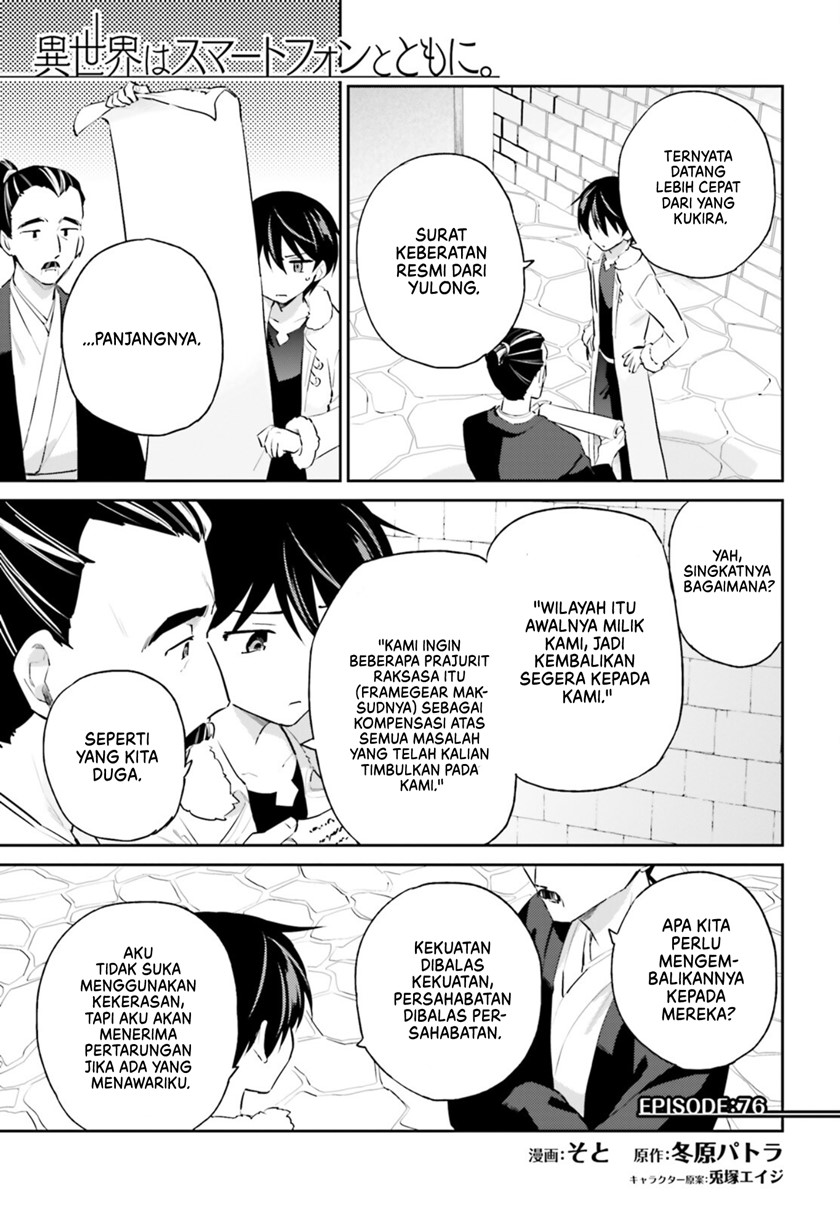 異世界はスマートフォンとともに。
TERNYATA
DATANG
LEBIH CEPAT
DARI YANG
KUKIRA.
SURAT
KEBERATAN
RESMI DARI
YULONG.
...PANJANGNYA.
YAH,
SINGKATNYA
BAGAIMANA?
"WILAYAH ITU
AWALNYA MILIK
KAMI, JADI
KEMBALIKAN
SEGERA KEPADA
KAMI."
"KAMI INGIN
BEBERAPA PRAJURIT
RAKSASA ITU
(FRAMEGEAR MAK-
SUDNYA) SEBAGAI
KOMPENSASI ATAS
SEMUA MASALAH
YANG TELAH KALIAN
TIMBULKAN PADA
KAMI."
SEPERTI
YANG KITA
DUGA.
APA KITA
PERLU
MENGEM-
BALIKANNYA
KEPADA
MEREKA?
KEKUATAN
DIBALAS
KEKUATAN,
PERSAHABATAN
DIBALAS PER-
SAHABATAN.
AKU
TIDAK SUKA
MENGGUNAKAN
KEKERASAN,
TAPI AKU AKAN
MENERIMA
PERTARUNGAN
JIKA ADA YANG
MENAWARIKU.
EPISODE:76
漫画:そと 原作:冬原パトラ
キャラクター原案:兎塚エイジ